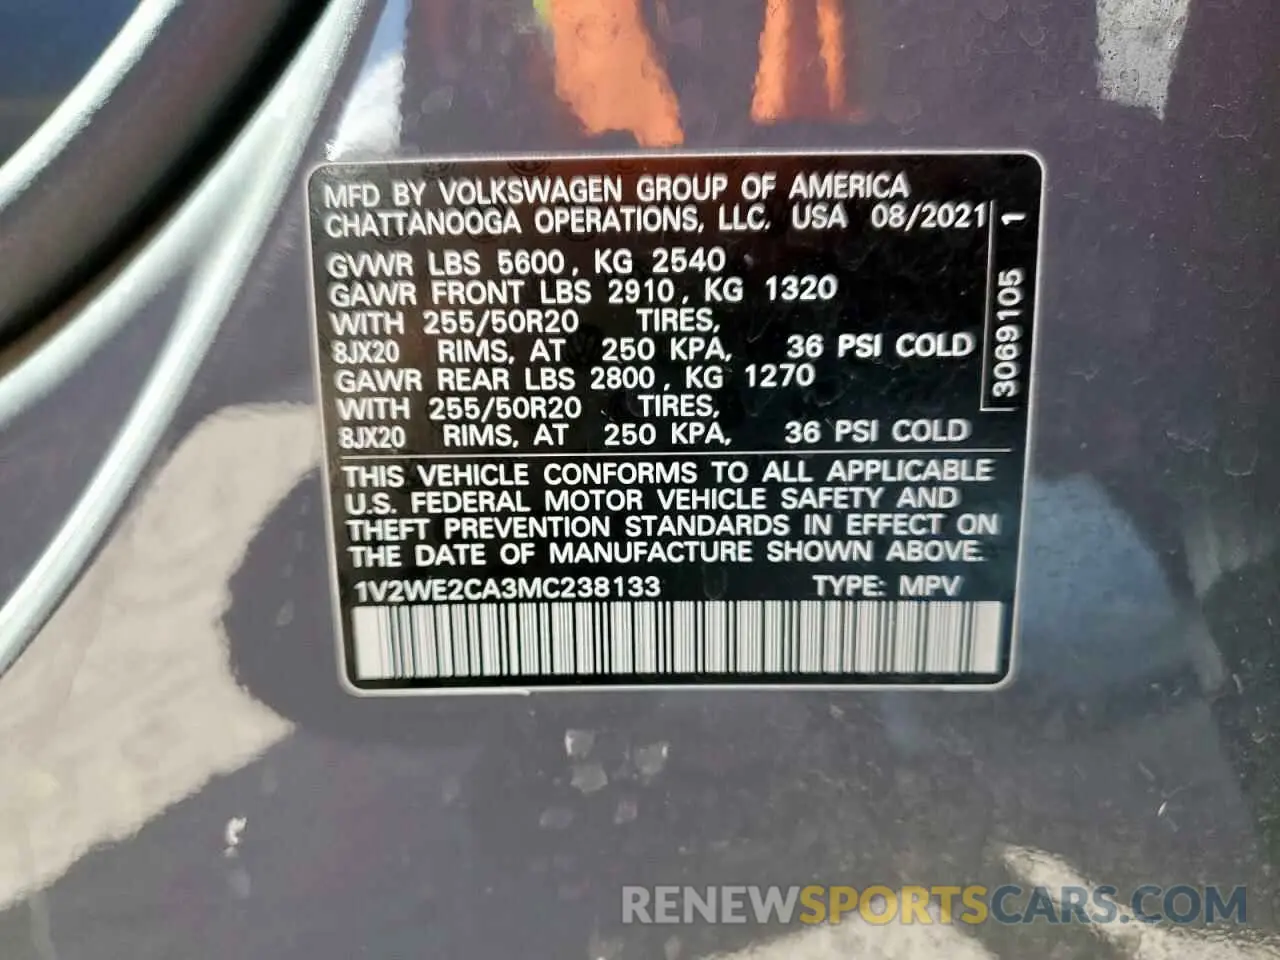 MFD BY VOLKSWAGEN GROUP OF AMERICA
CHATTANOOGA OPERATIONS, LLC. USA 08/2021
GVWR LBS 5600, KG 2540
GAWR FRONT LBS 2910, KG 1320
WITH 255/50R20 TIRES,
8JX20 RIMS, AT 250 KPA, 36 PSI COLD
GAWR REAR LBS 2800, KG 1270
WITH 255/50R20 TIRES,
8JX20 RIMS, AT 250 KPA, 36 PSI COLD
3069105 1
THIS VEHICLE CONFORMS TO ALL APPLICABLE
U.S. FEDERAL MOTOR VEHICLE SAFETY AND
THEFT PREVENTION STANDARDS IN EFFECT ON
THE DATE OF MANUFACTURE SHOWN ABOVE.
1V2WE2CA3MC238133 TYPE: MPV
RENEWSPORTSCARS.COM